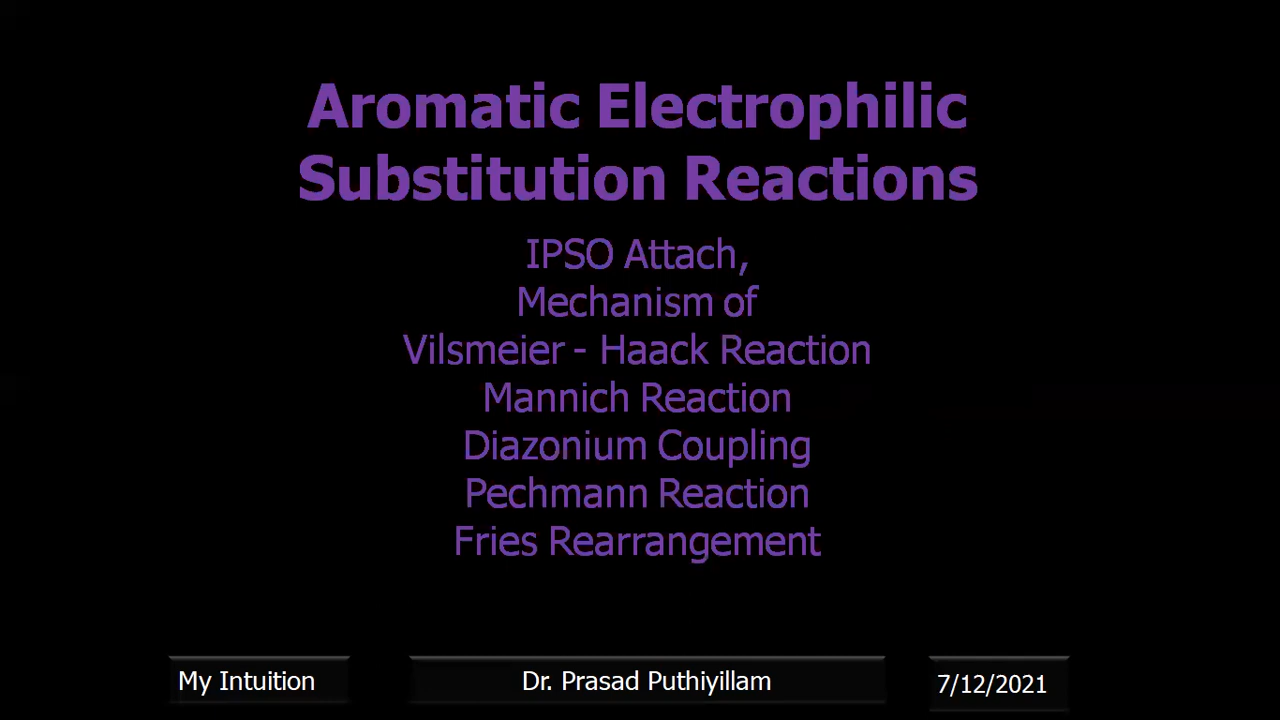 Aromatic Electrophilic
Substitution Reactions
IPSO Attach,
Mechanism of
Vilsmeier - Haack Reaction
Mannich Reaction
Diazonium Coupling
Pechmann Reaction
Fries Rearrangement
My Intuition
Dr. Prasad Puthiyillam
7/12/2021